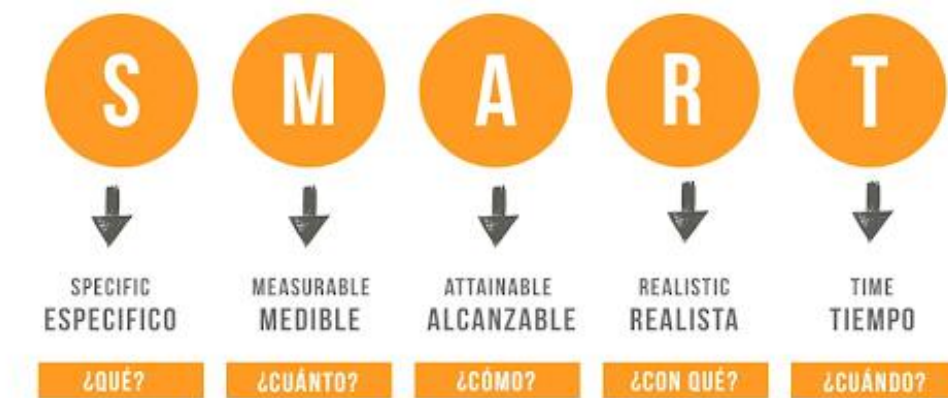 S M A R T
SPECIFIC MEASURABLE ATTAINABLE REALISTIC TIME
ESPECIFICO MEDIBLE ALCANZABLE REALISTA TIEMPO
¿QUÉ? ¿CUÁNTO? ¿CÓMO? ¿CON QUÉ? ¿CUÁNDO?